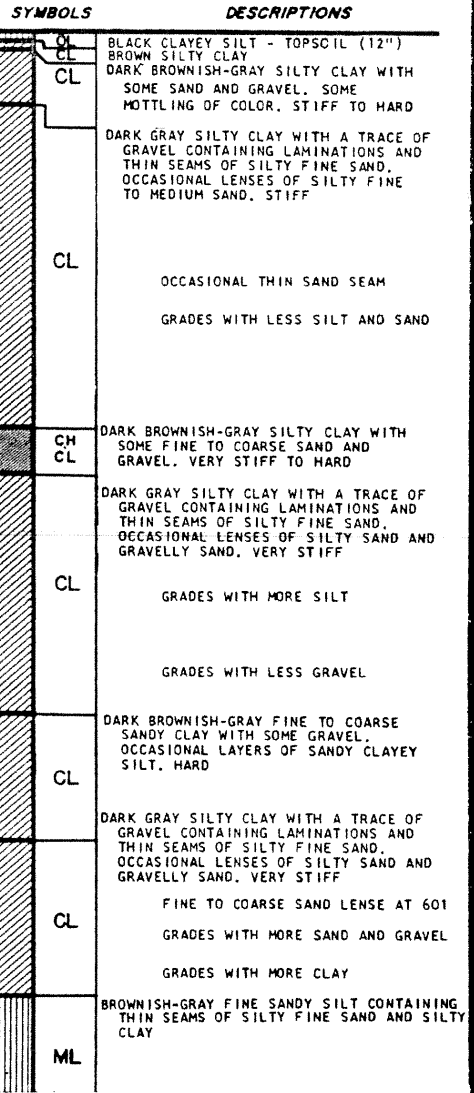 SYMBOLS DESCRIPTIONS
OL BLACK CLAYEY SILT - TOPSCIL (12")
CL BROWN SILTY CLAY
CL DARK BROWNISH-GRAY SILTY CLAY WITH
SOME SAND AND GRAVEL. SOME
MOTTLING OF COLOR. STIFF TO HARD
DARK GRAY SILTY CLAY WITH A TRACE OF
GRAVEL CONTAINING LAMINATIONS AND
THIN SEAMS OF SILTY FINE SAND.
OCCASIONAL LENSES OF SILTY FINE
TO MEDIUM SAND. STIFF
CL
OCCASIONAL THIN SAND SEAM
GRADES WITH LESS SILT AND SAND
DARK BROWNISH-GRAY SILTY CLAY WITH
CH SOME FINE TO COARSE SAND AND
CL GRAVEL. VERY STIFF TO HARD
DARK GRAY SILTY CLAY WITH A TRACE OF
GRAVEL CONTAINING LAMINATIONS AND
THIN SEAMS OF SILTY FINE SAND.
OCCASIONAL LENSES OF SILTY SAND AND
GRAVELLY SAND. VERY STIFF
CL
GRADES WITH MORE SILT
GRADES WITH LESS GRAVEL
DARK BROWNISH-GRAY FINE TO COARSE
SANDY CLAY WITH SOME GRAVEL.
OCCASIONAL LAYERS OF SANDY CLAYEY
SILT. HARD
CL
DARK GRAY SILTY CLAY WITH A TRACE OF
GRAVEL CONTAINING LAMINATIONS AND
THIN SEAMS OF SILTY FINE SAND.
OCCASIONAL LENSES OF SILTY SAND AND
GRAVELLY SAND. VERY STIFF
FINE TO COARSE SAND LENSE AT 601
CL
GRADES WITH MORE SAND AND GRAVEL
GRADES WITH MORE CLAY
BROWNISH-GRAY FINE SANDY SILT CONTAINING
THIN SEAMS OF SILTY FINE SAND AND SILTY
CLAY
ML